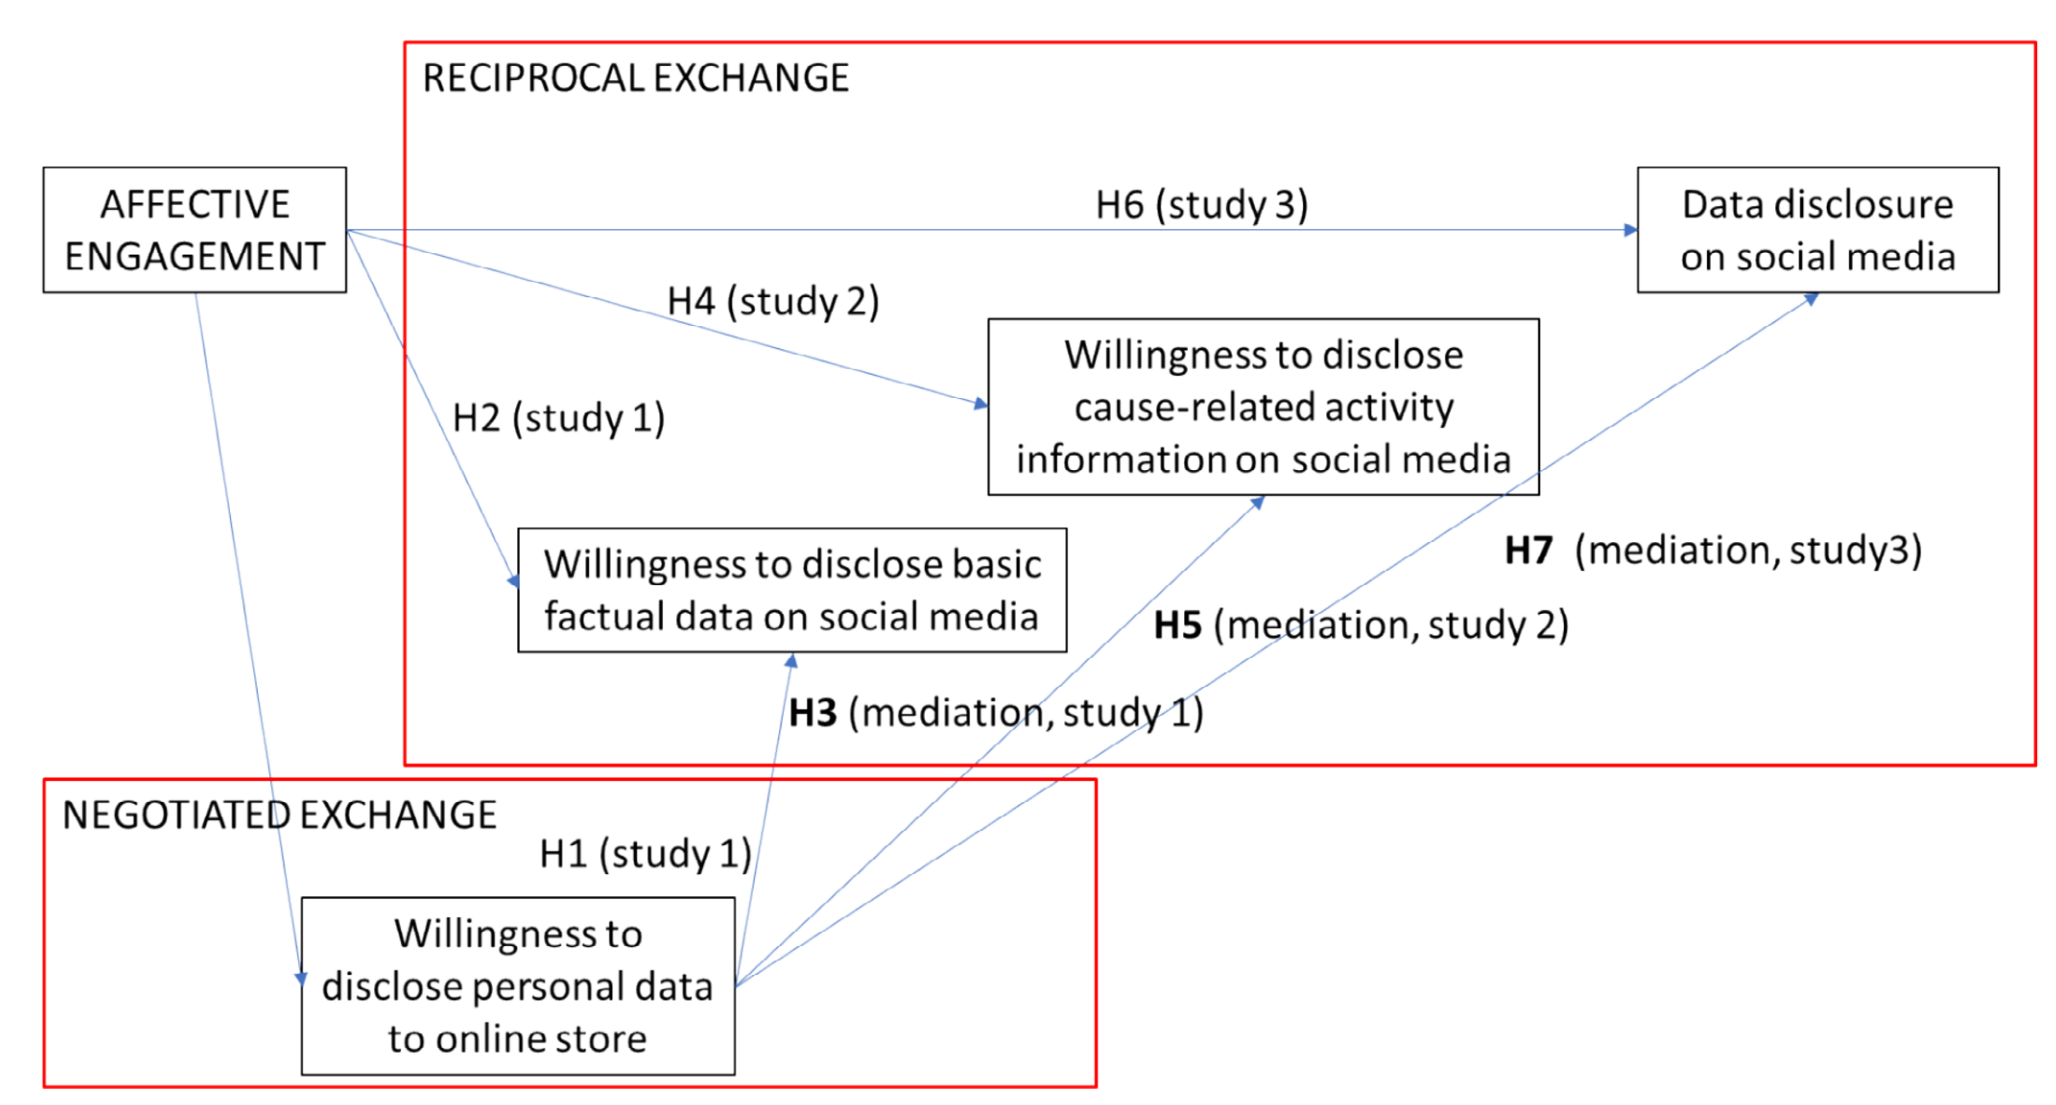 RECIPROCAL EXCHANGE
AFFECTIVE
ENGAGEMENT
H6 (study 3)
Data disclosure
on social media
H4 (study 2)
Willingness to disclose
cause-related activity
information on social media
H2 (study 1)
Willingness to disclose basic
factual data on social media
H7 (mediation, study3)
H5 (mediation, study 2)
H3 (mediation, study 1)
NEGOTIATED EXCHANGE
H1 (study 1)
Willingness to
disclose personal data
to online store